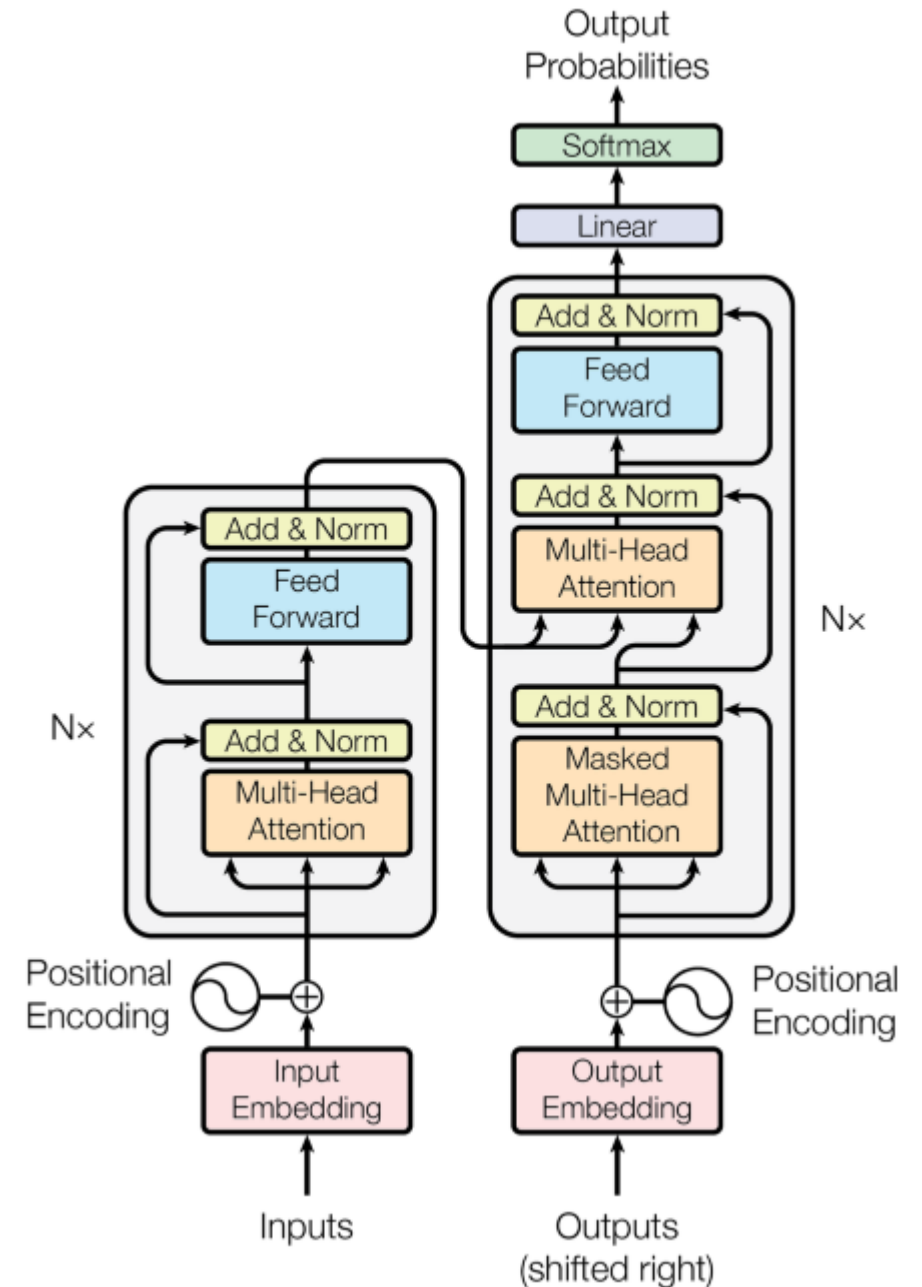 Output
Probabilities
Softmax
Linear
Add & Norm
Feed
Forward
Add & Norm
Multi-Head
Attention
Nx
Add & Norm
Masked
Multi-Head
Attention
Add & Norm
Feed
Forward
Nx
Add & Norm
Multi-Head
Attention
Positional
Encoding
Positional
Encoding
Input
Embedding
Output
Embedding
Inputs
Outputs
(shifted right)